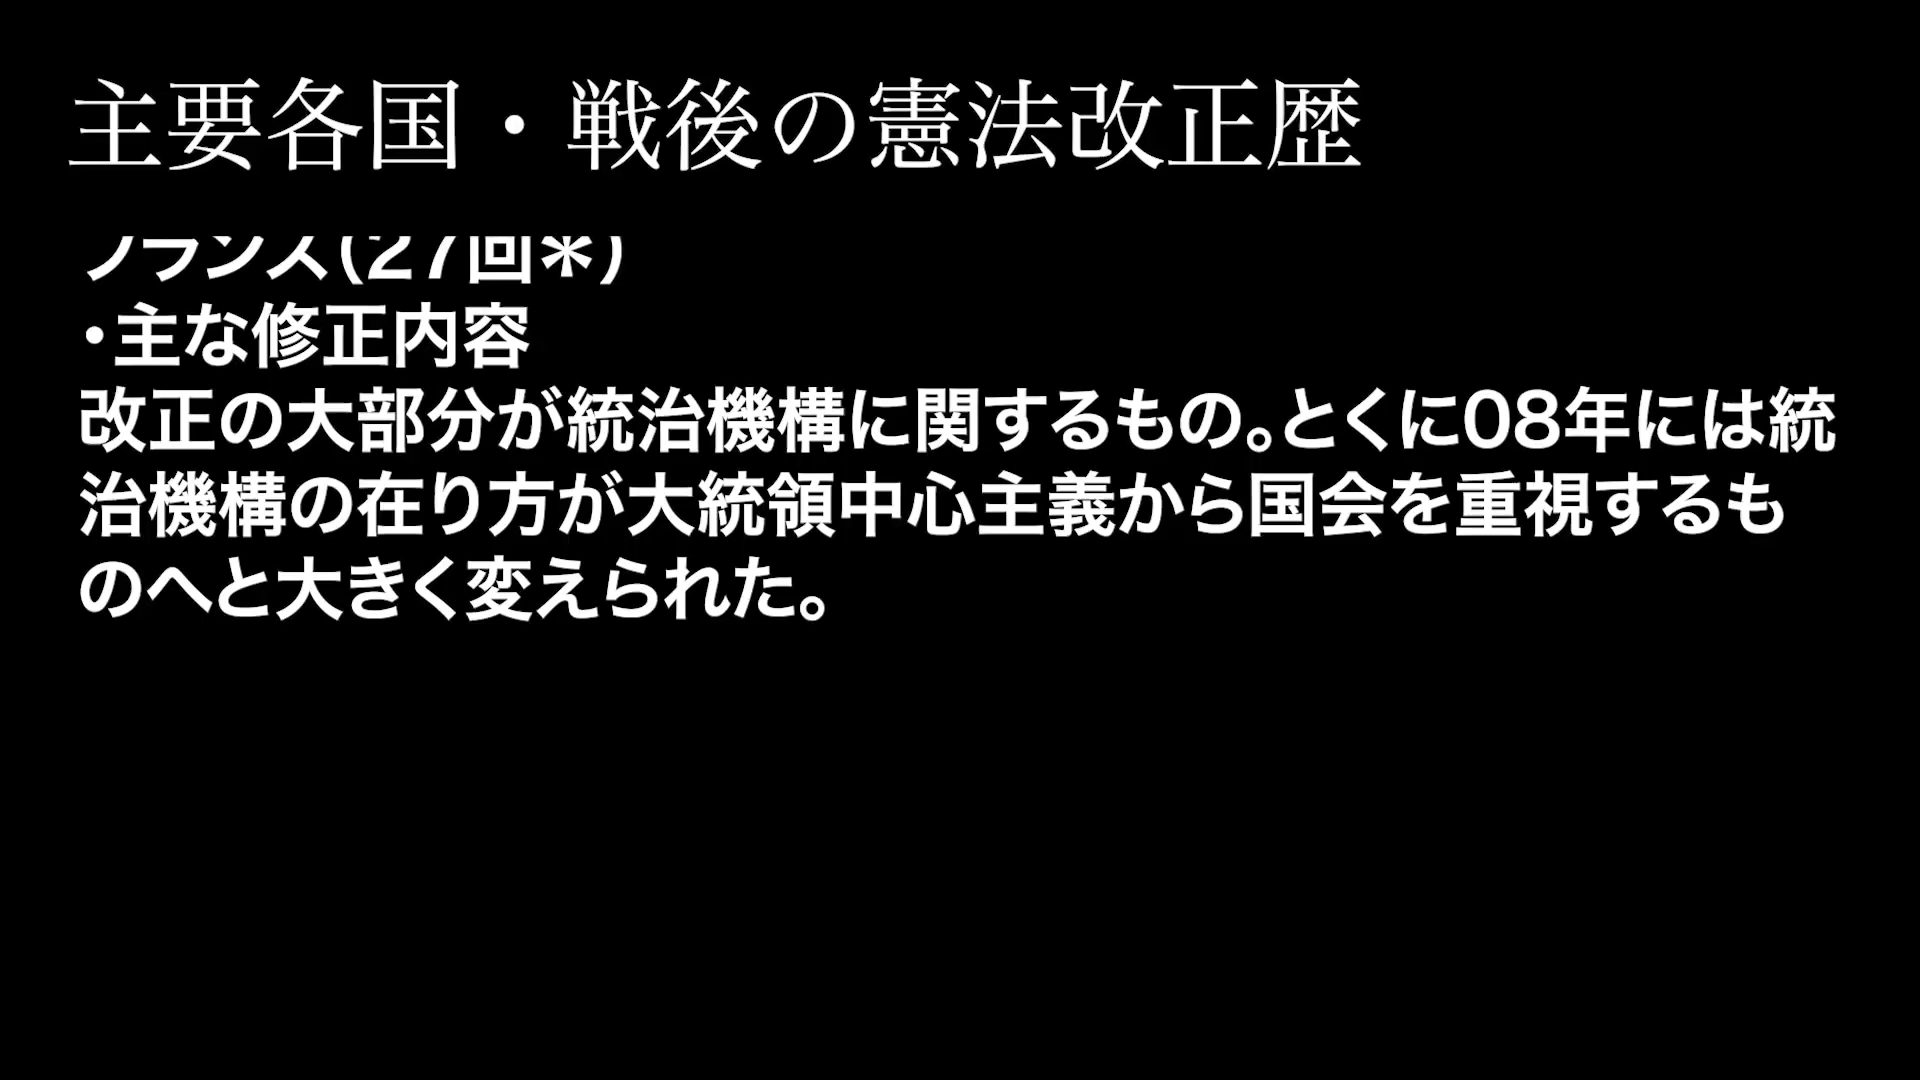 主要各国・戦後の憲法改正歴
フランス(27回＊)
・主な修正内容
改正の大部分が統治機構に関するもの。とくに08年には統
治機構の在り方が大統領中心主義から国会を重視するも
のへと大きく変えられた。